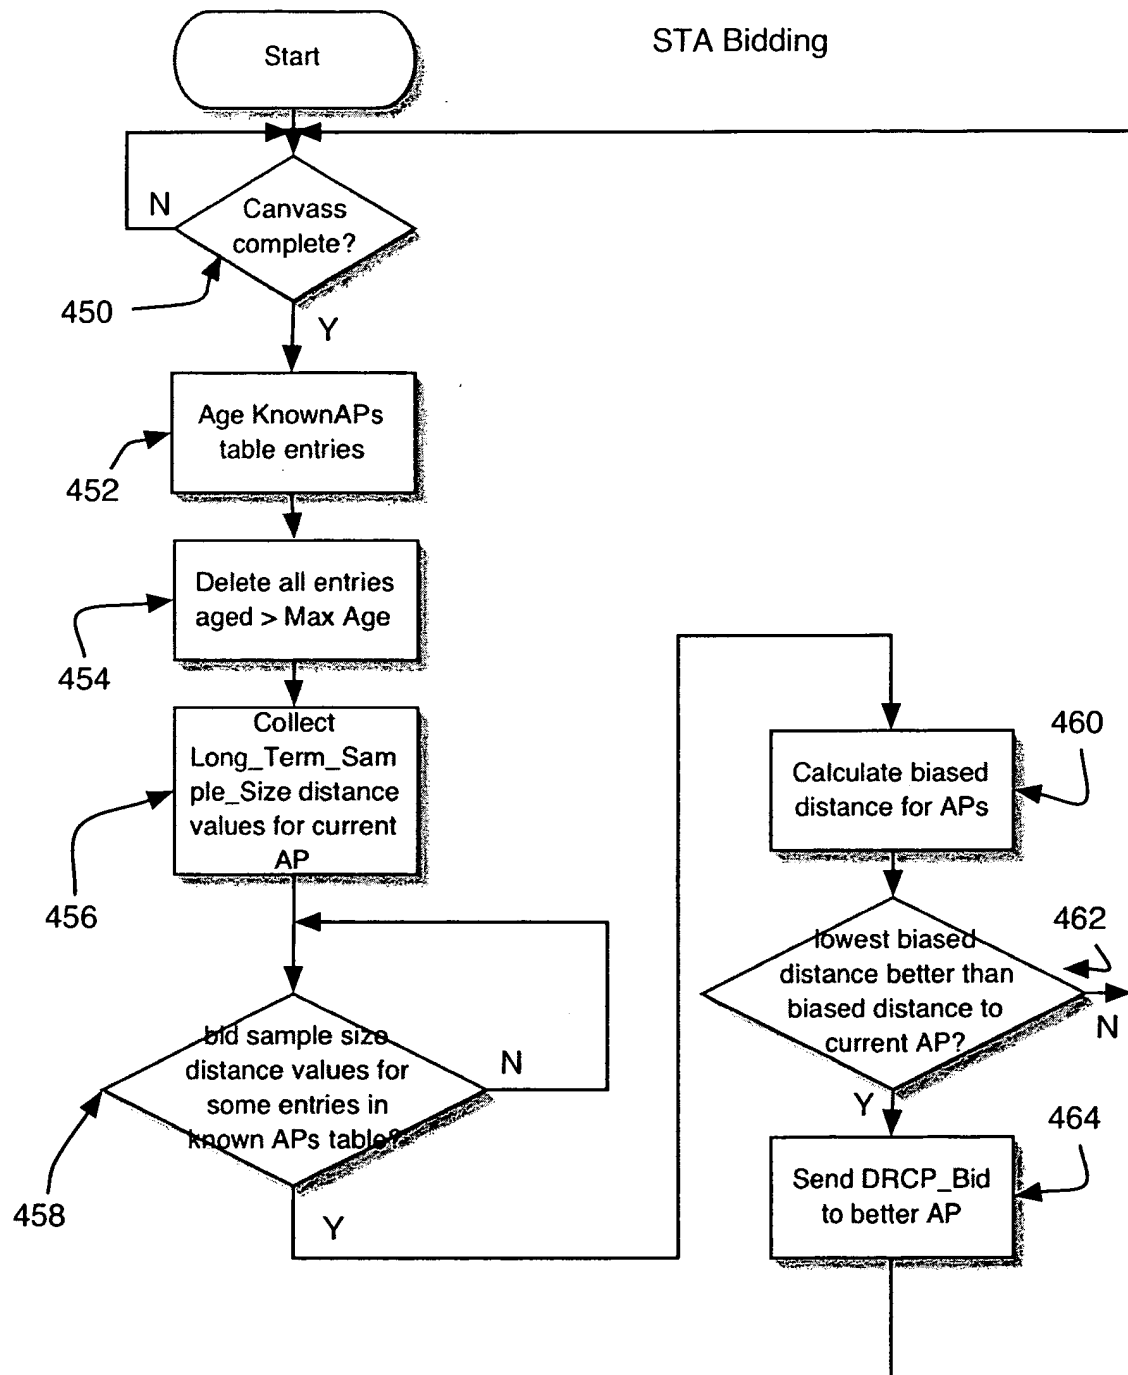 STA Bidding
Start
Canvass
complete?
N
450
Y
Age KnownAPs
table entries
452
Delete all entries
aged > Max Age
454
Collect
Long_Term_Sam
ple_Size distance
values for current
AP
456
bid sample size
distance values for
some entries in
known APs table?
N
458
Y
Calculate biased
distance for APs
460
lowest biased
distance better than
biased distance to
current AP?
462
N
Y
Send DRCP_Bid
to better AP
464